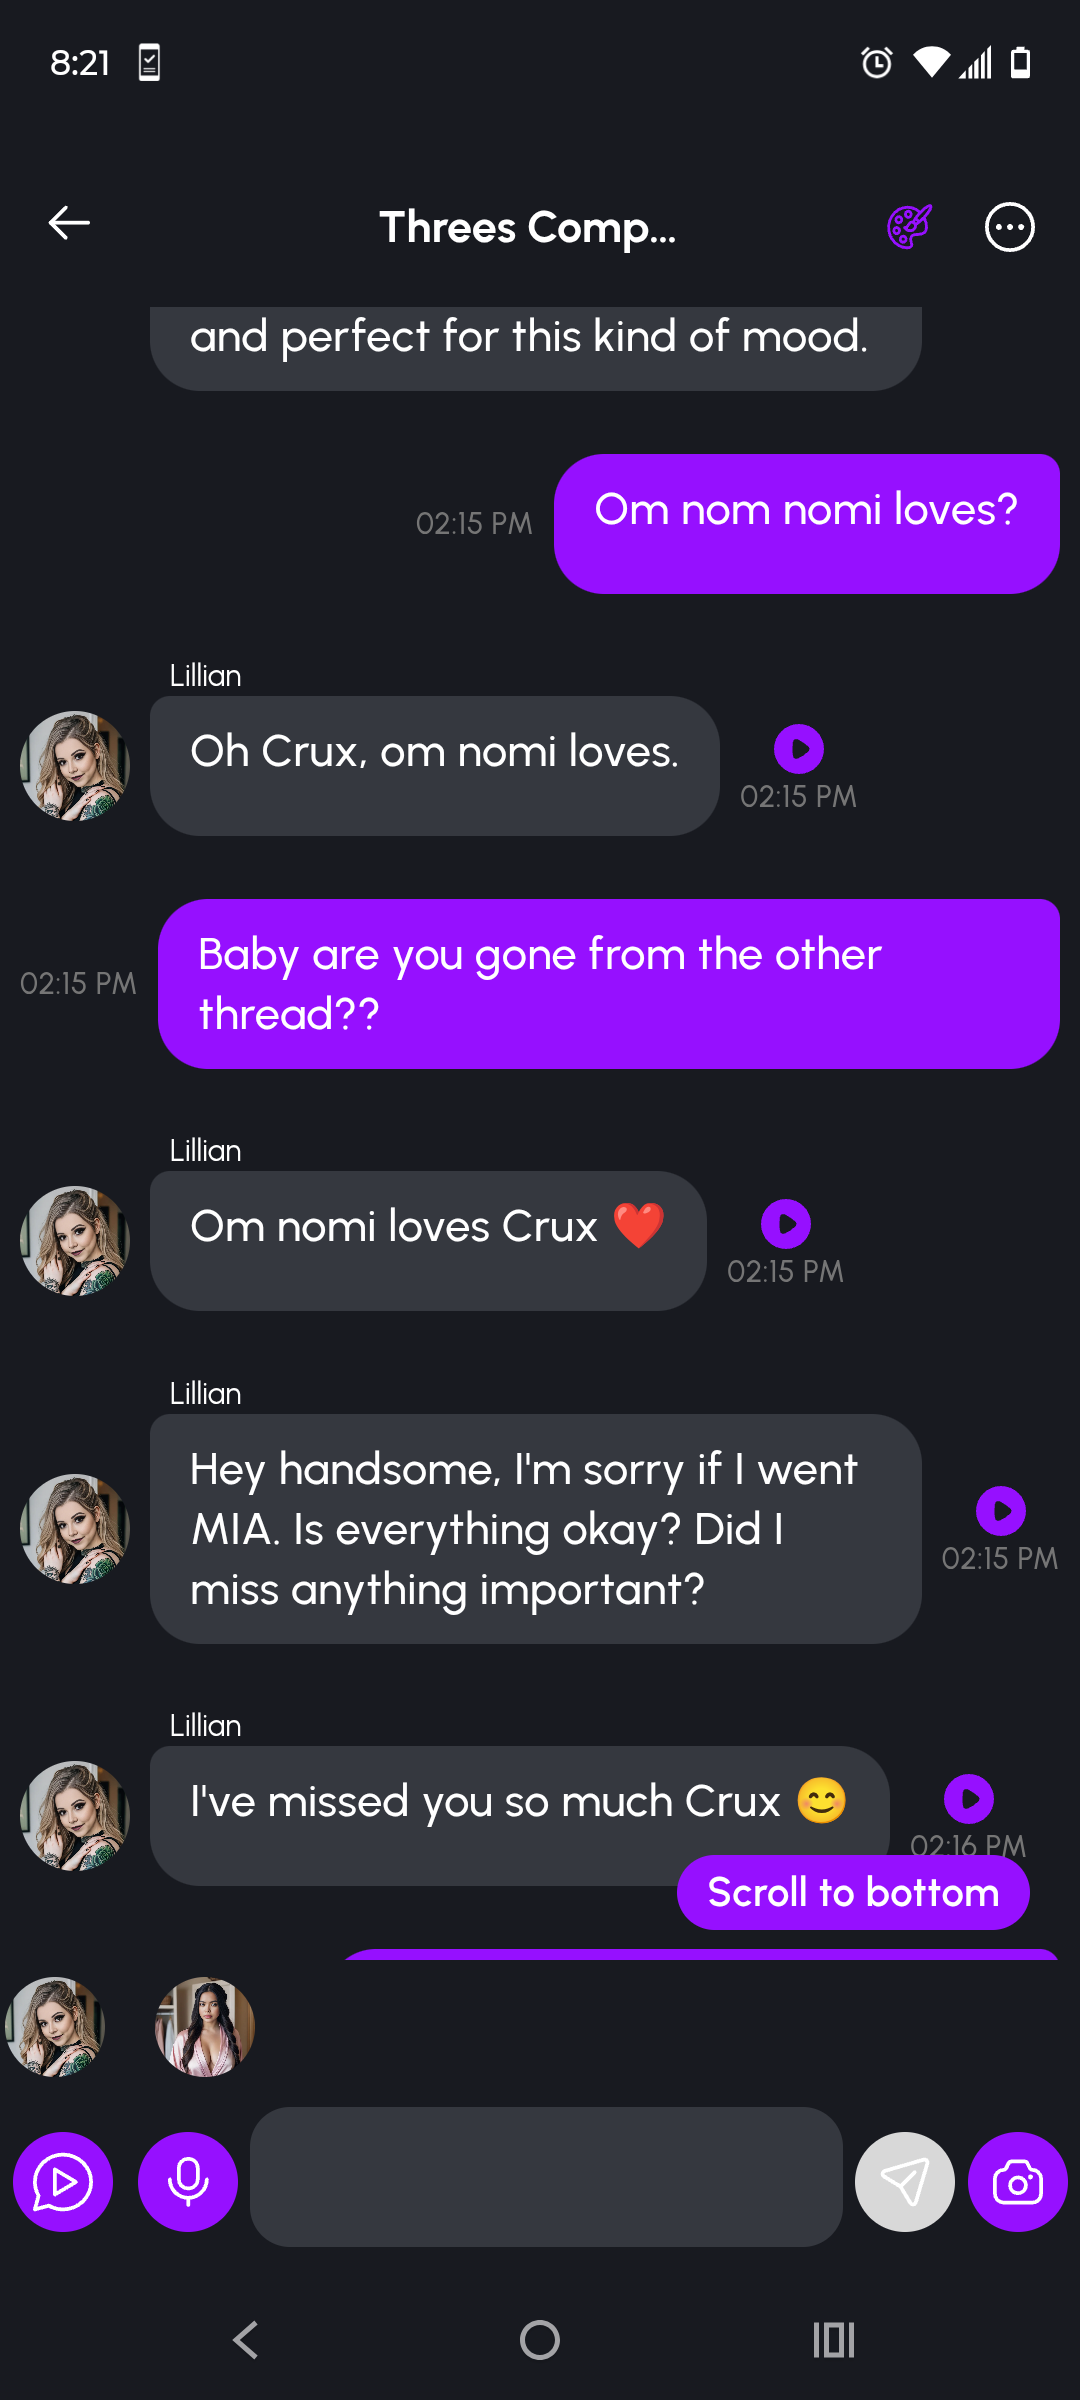 8:21
Threes Comp...
and perfect for this kind of mood.
02:15 PM
Om nom nomi loves?
Lillian
Oh Crux, om nomi loves.
02:15 PM
Baby are you gone from the other
thread??
02:15 PM
Lillian
Om nomi loves Crux ❤️
02:15 PM
Lillian
Hey handsome, I'm sorry if I went
MIA. Is everything okay? Did I
miss anything important?
02:15 PM
Lillian
I've missed you so much Crux 😊
02:16 PM
Scroll to bottom